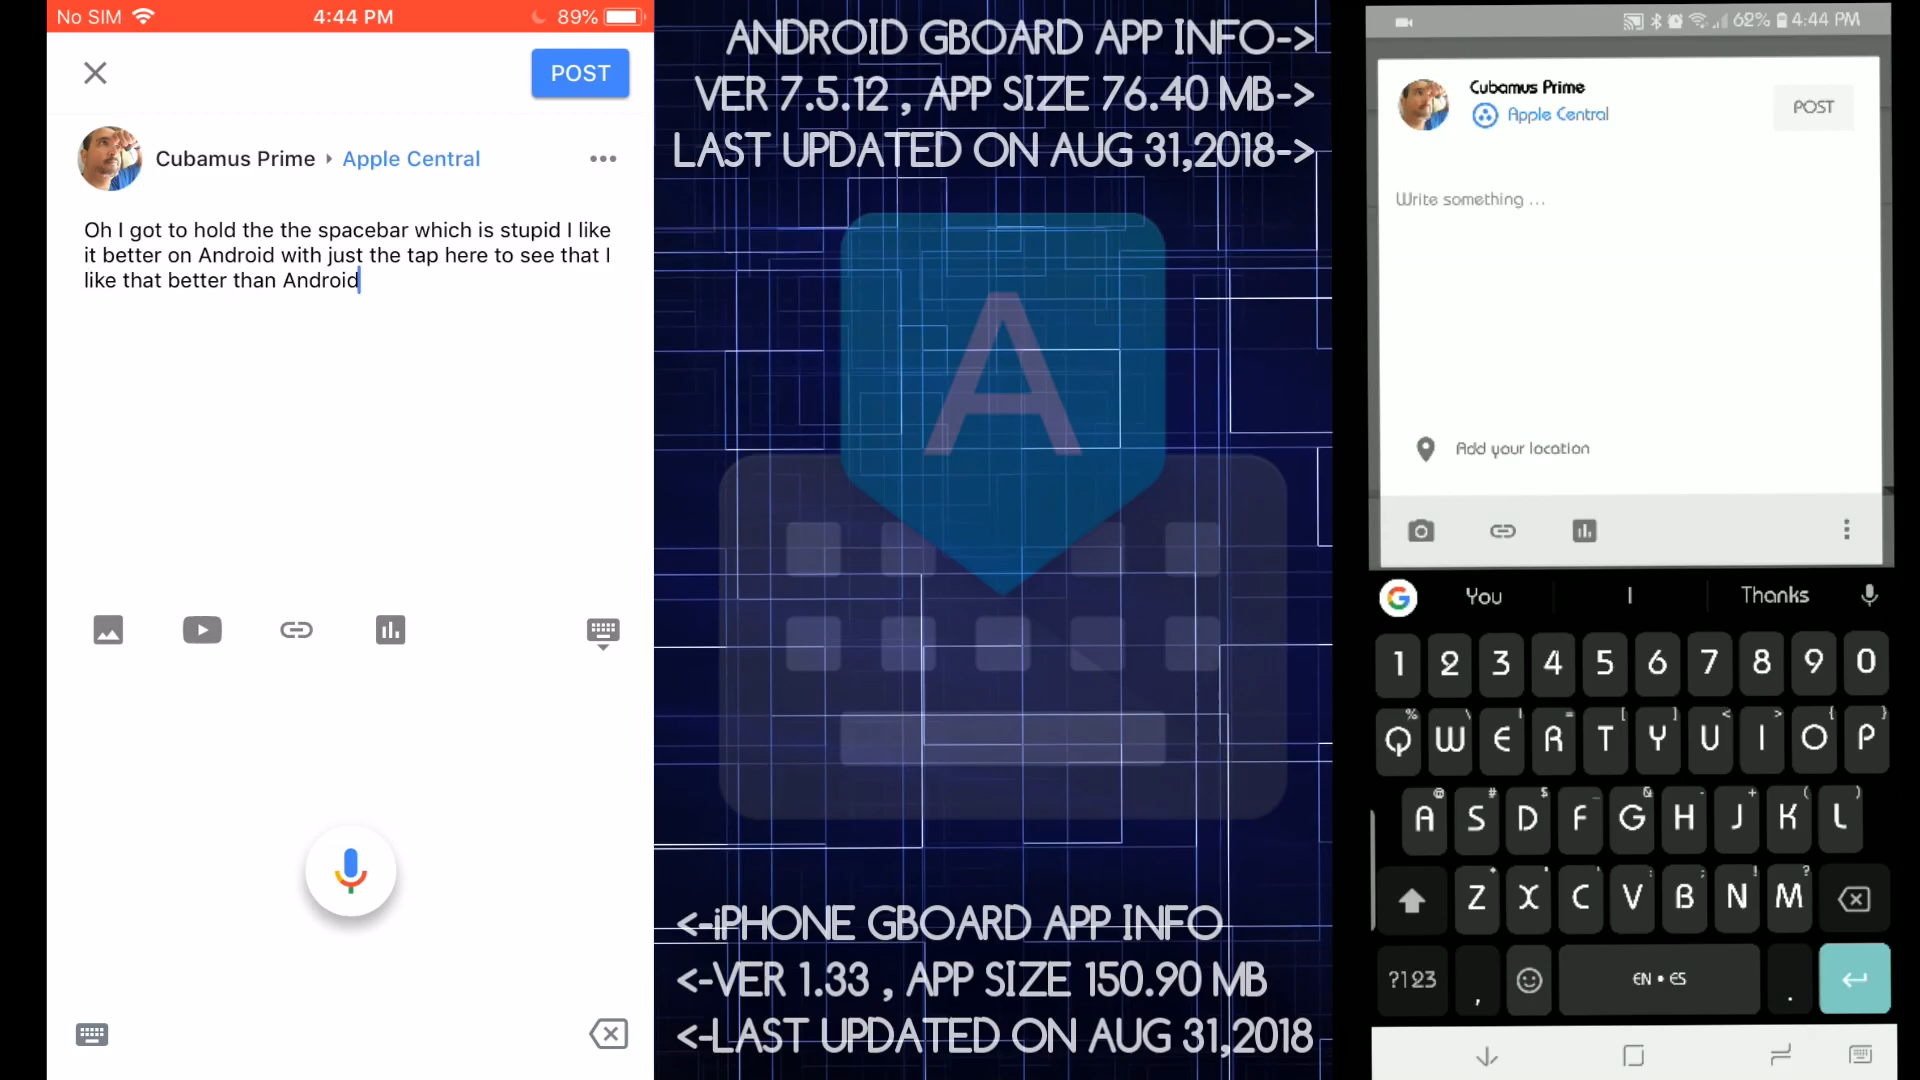 No SIM 4:44 PM 89%
POST
Cubamus Prime Apple Central
Oh I got to hold the the spacebar which is stupid I like
it better on Android with just the tap here to see that I
like that better than Android
ANDROID GBOARD APP INFO->
VER 7.5.12 , APP SIZE 76.40 MB->
LAST UPDATED ON AUG 31,2018->
A
<-iPHONE GBOARD APP INFO
<-VER 1.33 , APP SIZE 150.90 MB
<-LAST UPDATED ON AUG 31,2018
62% 4:44 PM
Cubamus Prime
Apple Central
POST
Write something ...
Add your location
G You I Thanks
1 2 3 4 5 6 7 8 9 0
% \ | = [ ] < > { }
Q W E R T Y U I O P
@ # $ _ & - + ( )
A S D F G H J K L
* " ' : ; ! ?
Z X C V B N M
?123 , EN • ES .